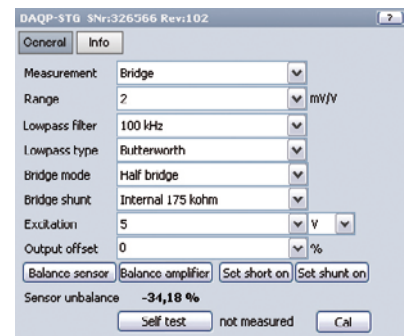 DAQP-STG SNr:326566 Rev:102 ?
General Info
Measurement Bridge
Range 2 mV/V
Lowpass filter 100 kHz
Lowpass type Butterworth
Bridge mode Half bridge
Bridge shunt Internal 175 kohm
Excitation 5 V
Output offset 0 %
Balance sensor Balance amplifier Set short on Set shunt on
Sensor unbalance -34,18 %
Self test not measured Cal